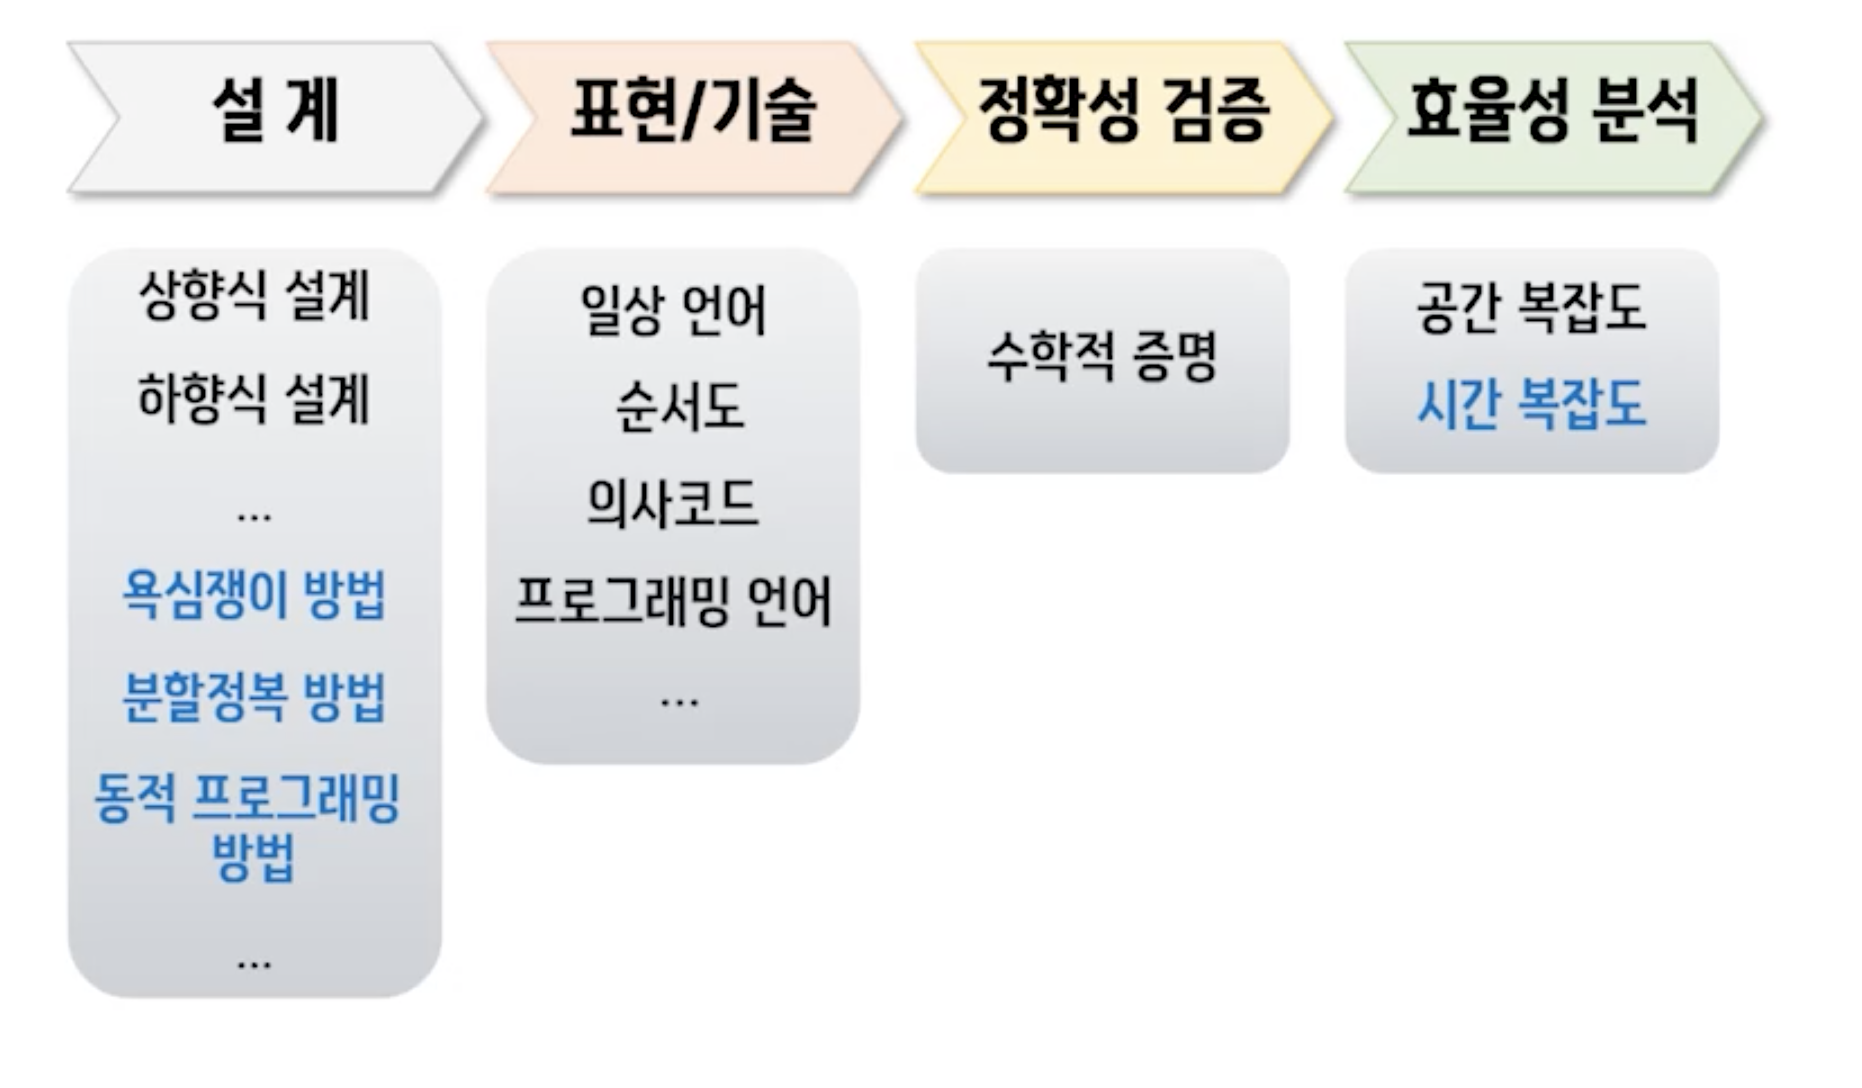 설 계
표현/기술
정확성 검증
효율성 분석
상향식 설계
하향식 설계
...
욕심쟁이 방법
분할정복 방법
동적 프로그래밍
방법
...
일상 언어
순서도
의사코드
프로그래밍 언어
...
수학적 증명
공간 복잡도
시간 복잡도